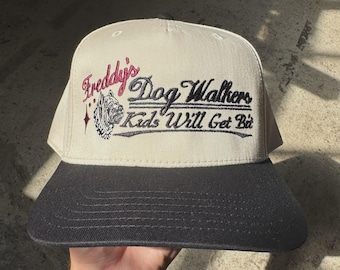 Freddy's
Dog Walkers
Kids Will Get Bit